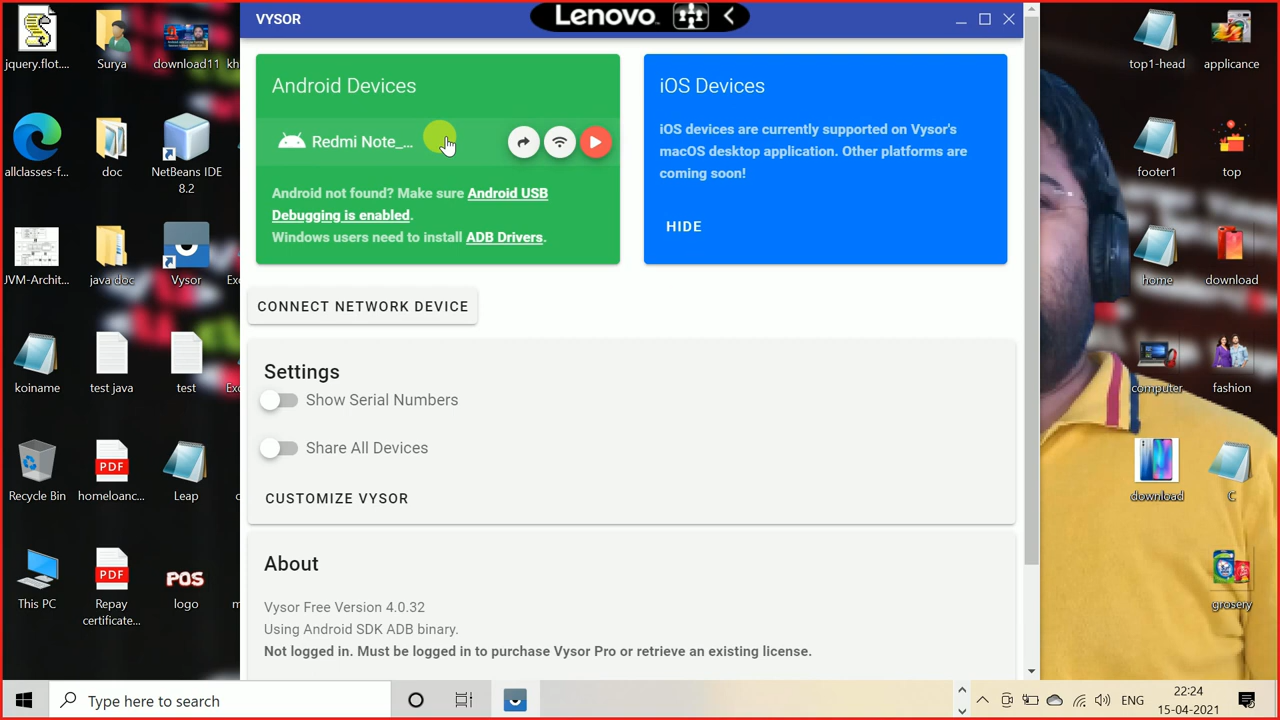 VYSOR
Lenovo
Android Devices
Redmi Note_...
Android not found? Make sure Android USB
Debugging is enabled.
Windows users need to install ADB Drivers.
iOS Devices
iOS devices are currently supported on Vysor's
macOS desktop application. Other platforms are
coming soon!
HIDE
CONNECT NETWORK DEVICE
Settings
Show Serial Numbers
Share All Devices
CUSTOMIZE VYSOR
About
Vysor Free Version 4.0.32
Using Android SDK ADB binary.
Not logged in. Must be logged in to purchase Vysor Pro or retrieve an existing license.
jquery.flot....
Surya
download11
kh
allclasses-f...
doc
NetBeans IDE
8.2
JVM-Archit...
java doc
Vysor
Exc
koiname
test java
test
Exc
Recycle Bin
PDF
homeloanc...
Leap
This PC
PDF
Repay
certificate...
POS
logo
top1-head
applicance
footer1
top
home
download
computer
fashion
download
C
grosery
Type here to search
ENG
22:24
15-04-2021